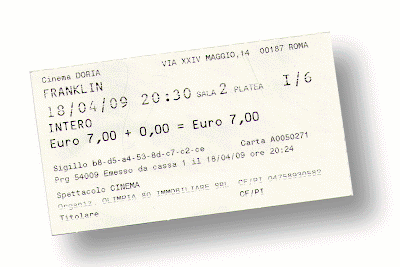 Cinema DORIA VIA XXIV MAGGIO,14 00187 ROMA
FRANKLIN
18/04/09 20:30 SALA 2 PLATEA I/6
INTERO
Euro 7,00 + 0,00 = Euro 7,00
Sigillo b8-d5-a4-53-8d-c7-c2-ce Carta A0050271
Prg 54009 Emesso da cassa 1 il 18/04/09 ore 20:24
Spettacolo CINEMA
Organiz. OLIMPIA 80 IMMOBILIARE SRL CF/PI 04758930582
Titolare CF/PI